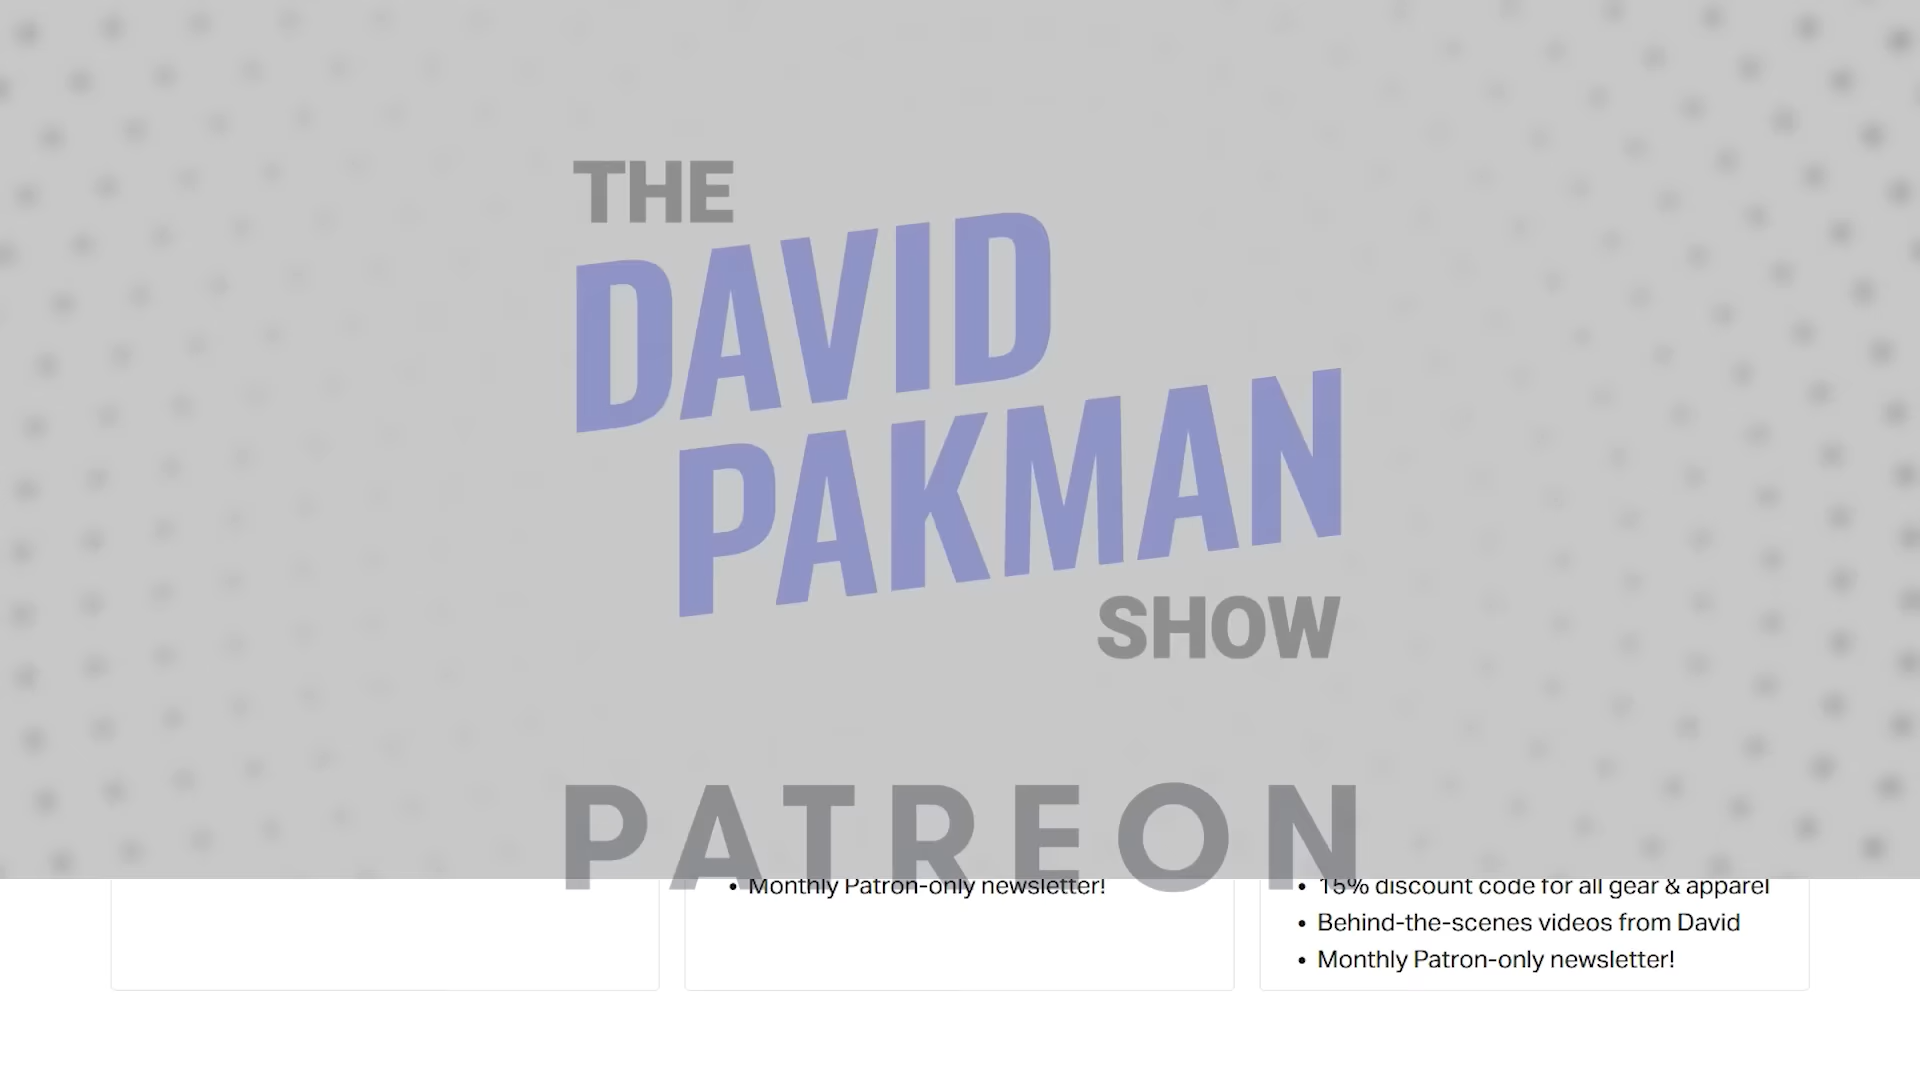 THE
DAVID
PAKMAN
SHOW
PATREON
• Monthly Patron-only newsletter!
• 15% discount code for all gear & apparel
• Behind-the-scenes videos from David
• Monthly Patron-only newsletter!